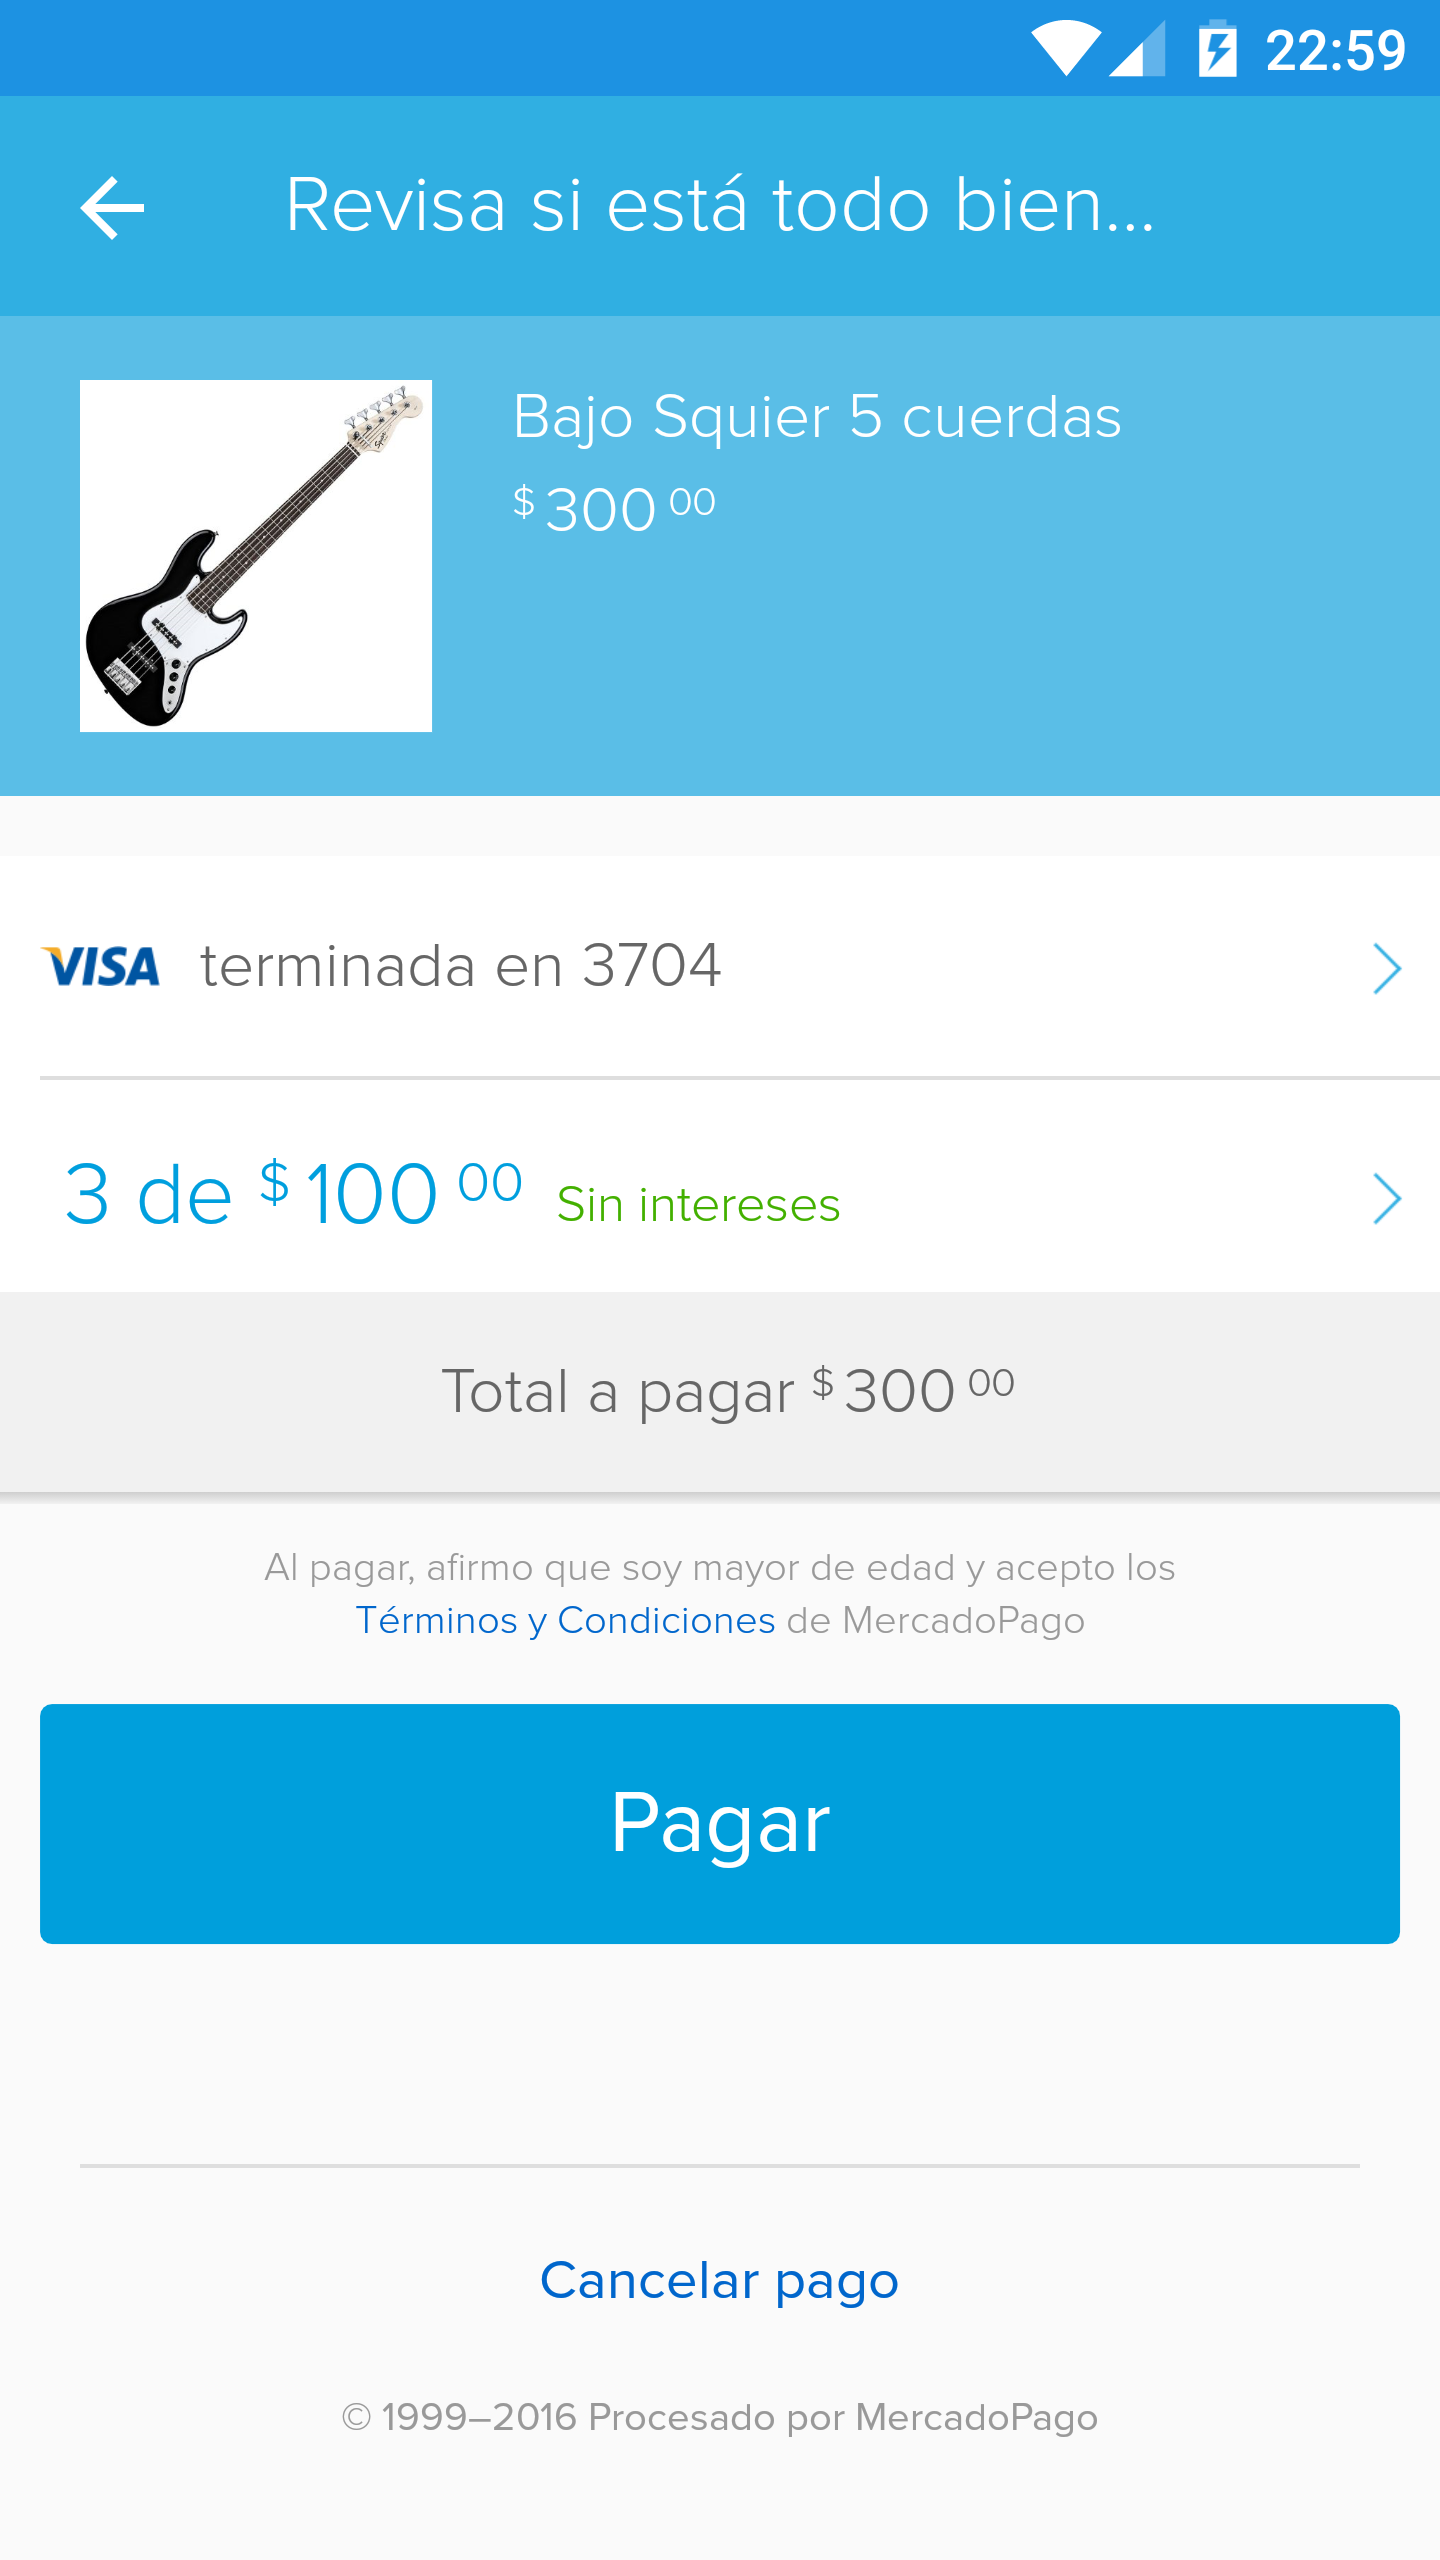 22:59
Revisa si está todo bien...
Bajo Squier 5 cuerdas
$ 300 00
VISA terminada en 3704
3 de $ 100 00 Sin intereses
Total a pagar $ 300 00
Al pagar, afirmo que soy mayor de edad y acepto los
Términos y Condiciones de MercadoPago
Pagar
Cancelar pago
© 1999–2016 Procesado por MercadoPago